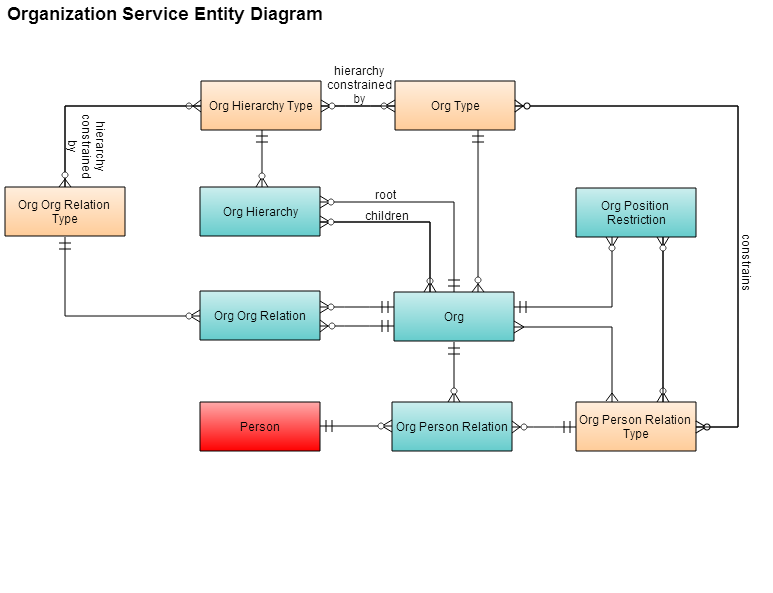 Organization Service Entity Diagram
hierarchy
constrained
by
Org Hierarchy Type
Org Type
hierarchy
constrained
by
Org Org Relation
Type
Org Hierarchy
root
children
Org Position
Restriction
constrains
Org Org Relation
Org
Person
Org Person Relation
Org Person Relation
Type